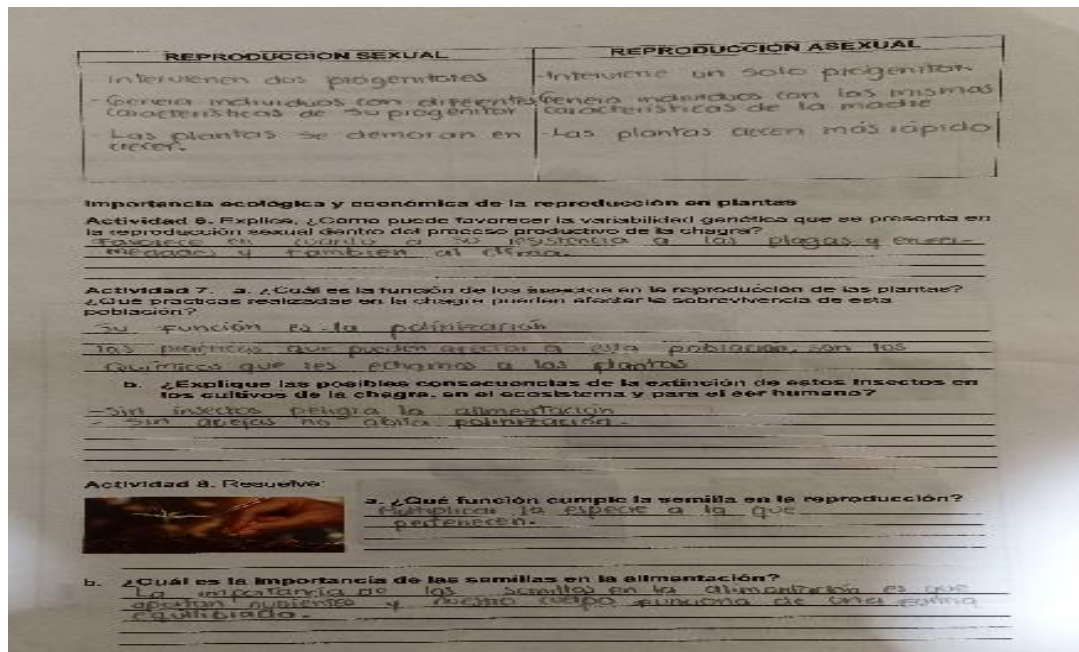 REPRODUCCIÓN SEXUAL
REPRODUCCIÓN ASEXUAL
intervienen dos progenitores
- Interviene un solo progenitor
- Genera individuos con diferentes características de su progenitor
Genera individuos con las mismas características de la madre
- Las plantas se demoran en crecer.
- Las plantas crecen más rápido
Importancia ecológica y económica de la reproducción en plantas
Actividad 6. Explica, ¿Cómo puede favorecer la variabilidad genética que se presenta en
la reproducción sexual dentro del proceso productivo de la chagra?
Favorece en cuanto a su resistencia a las plagas y enfer-
medades y tambien al clima.
Actividad 7. a. ¿Cuál es la función de los insectos en la reproducción de las plantas?
¿Qué practicas realizadas en la chagra pueden afectar la sobrevivencia de esta
población?
Su función es la polinización
las practicas que pueden afectar a esta población, son los
químicos que les echamos a las plantas
b. ¿Explique las posibles consecuencias de la extinción de estos insectos en
los cultivos de la chagra, en el ecosistema y para el ser humano?
- Sin insectos peligra la alimentación
- Sin abejas no abria polinización.
Actividad 8. Resuelve:
a. ¿Qué función cumple la semilla en la reproducción?
Multiplicar la especie a la que
pertenecen.
b. ¿Cuál es la importancia de las semillas en la alimentación?
La importancia de las semillas en la alimentación es que
aportan nutrientes y nuestro cuerpo funciona de una forma
equilibrada.